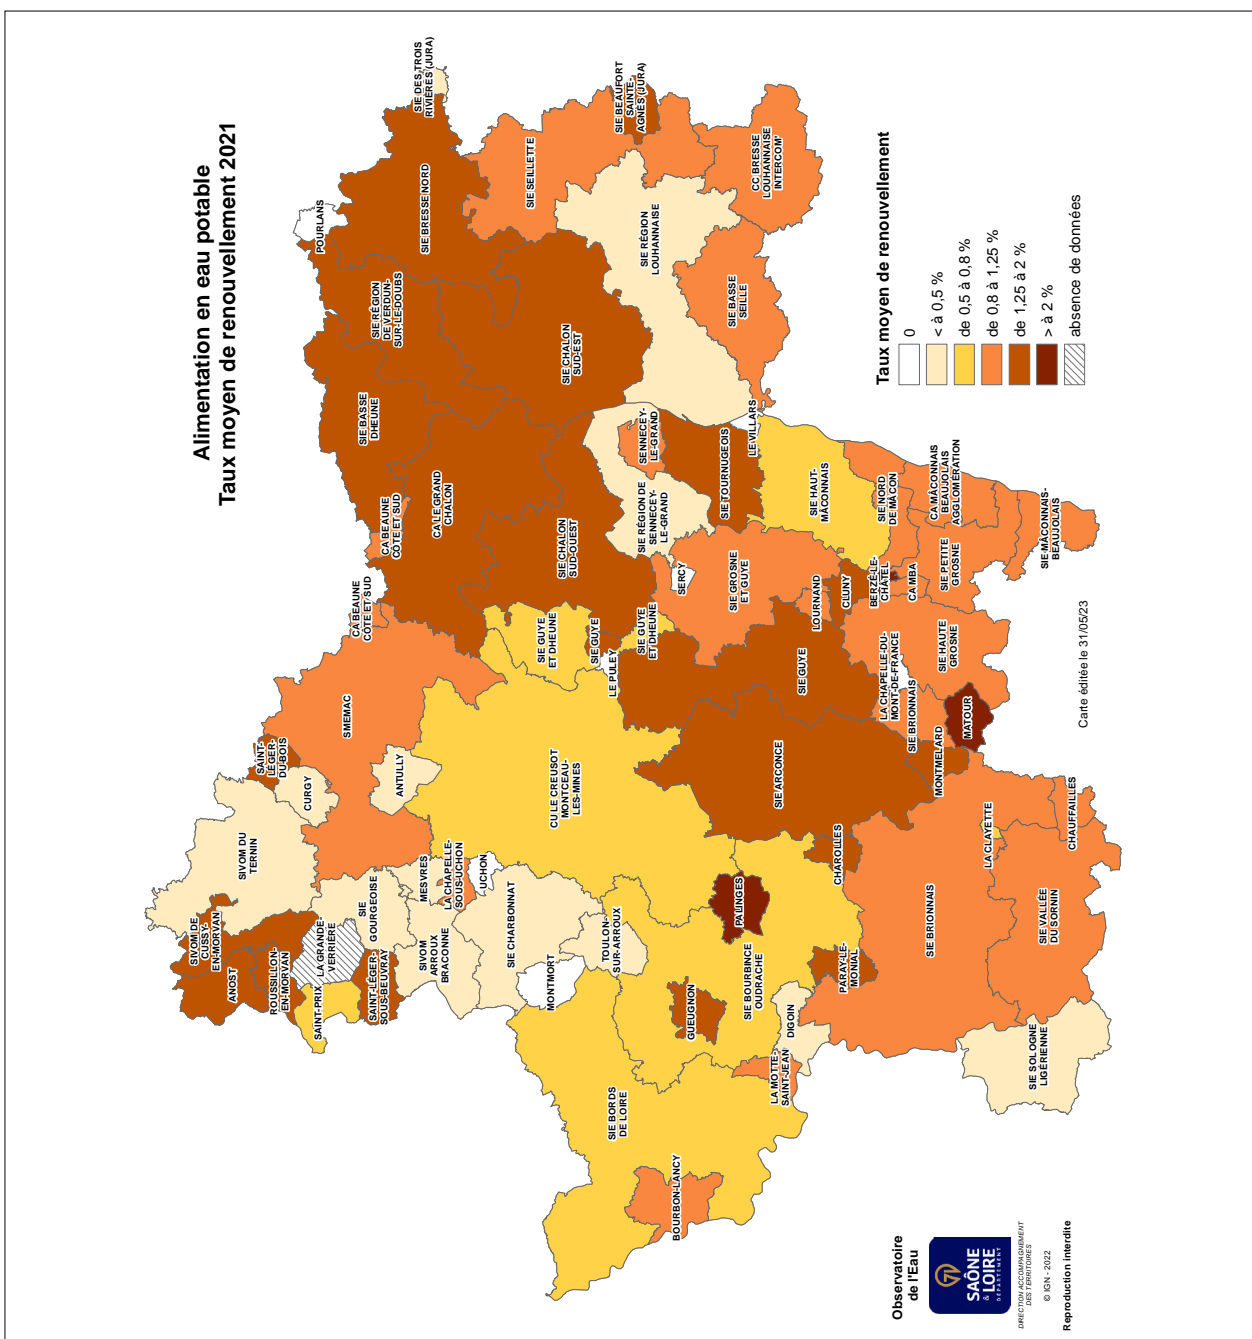 Alimentation en eau potable
Taux moyen de renouvellement 2021
SIE DES TROIS
RIVIÈRES (JURA)
POURLANS
SIE BRESSE NORD
SIE SEILLETTE
SIE BEAUFORT
SAINTE-
AGNÈS (JURA)
CC BRESSE
LOUHANNAISE
INTERCOM'
SIE RÉGION
LOUHANNAISE
SIE BASSE
SEILLE
SIE RÉGION
DE VERDUN-
SUR-LE-DOUBS
SIE CHALON
SUD-EST
SIE BASSE
DHEUNE
CA BEAUNE
CÔTE ET SUD
CA LE GRAND
CHALON
SIE CHALON
SUD-OUEST
SENNECEY-
LE-GRAND
SIE RÉGION DE
SENNECEY-
LE-GRAND
SIE TOURNUGEOIS
LE VILLARS
SIE HAUT-
MÂCONNAIS
SIE NORD
DE MÂCON
CA MÂCONNAIS
BEAUJOLAIS
AGGLOMÉRATION
SIE MÂCONNAIS-
BEAUJOLAIS
SIE PETITE
GROSNE
CA MBA
BERZÉ-LE-
CHÂTEL
CLUNY
LOURNAND
SIE GROSNE
ET GUYE
SERCY
CA BEAUNE
CÔTE ET SUD
SIE GUYE
ET DHEUNE
SIE GUYE
SIE GUYE
ET DHEUNE
LE PULEY
SIE GUYE
LA CHAPELLE-DU-
MONT-DE-FRANCE
SIE HAUTE
GROSNE
SIE BRIONNAIS
MATOUR
MONTMELARD
SMEMAC
SAINT-
LÉGER-
DU-BOIS
CURGY
ANTULLY
CU LE CREUSOT
MONTCEAU-
LES-MINES
SIE ARCONCE
CHAROLLES
LA CLAYETTE
CHAUFFAILLES
SIVOM DU
TERNIN
SIVOM DE
CUSSY-
EN-MORVAN
ANOST
ROUSSILLON-
EN-MORVAN
LA GRANDE-
VERRIÈRE
SAINT-PRIX
SAINT-LÉGER-
SOUS-BEUVRAY
SIE
GOURGEOISE
MESVRES
LA CHAPELLE-
SOUS-UCHON
UCHON
SIVOM
ARROUX
BRACONNE
SIE CHARBONNAT
MONTMORT
TOULON-
SUR-ARROUX
PALINGES
SIE BOURBINCE
OUDRACHE
GUEUGNON
PARAY-LE-
MONIAL
SIE BRIONNAIS
SIE VALLÉE
DU SORNIN
DIGOIN
LA MOTTE-
SAINT-JEAN
SIE SOLOGNE
LIGÉRIENNE
SIE BORDS
DE LOIRE
BOURBON-LANCY
Taux moyen de renouvellement
0
< à 0,5 %
de 0,5 à 0,8 %
de 0,8 à 1,25 %
de 1,25 à 2 %
> à 2 %
absence de données
Carte éditée le 31/05/23
Observatoire
de l'Eau
71
SAÔNE
& LOIRE
DÉPARTEMENT
DIRECTION ACCOMPAGNEMENT
DES TERRITOIRES
© IGN - 2022
Reproduction interdite